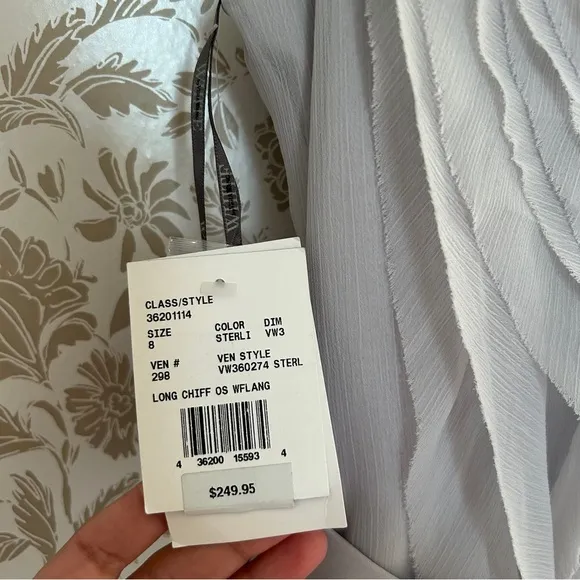 WHITE
CLASS/STYLE
36201114
SIZE COLOR DIM
8 STERLI VW3
VEN # VEN STYLE
298 VW360274 STERL
LONG CHIFF OS WFLANG
4 36200 15593 4
$249.95